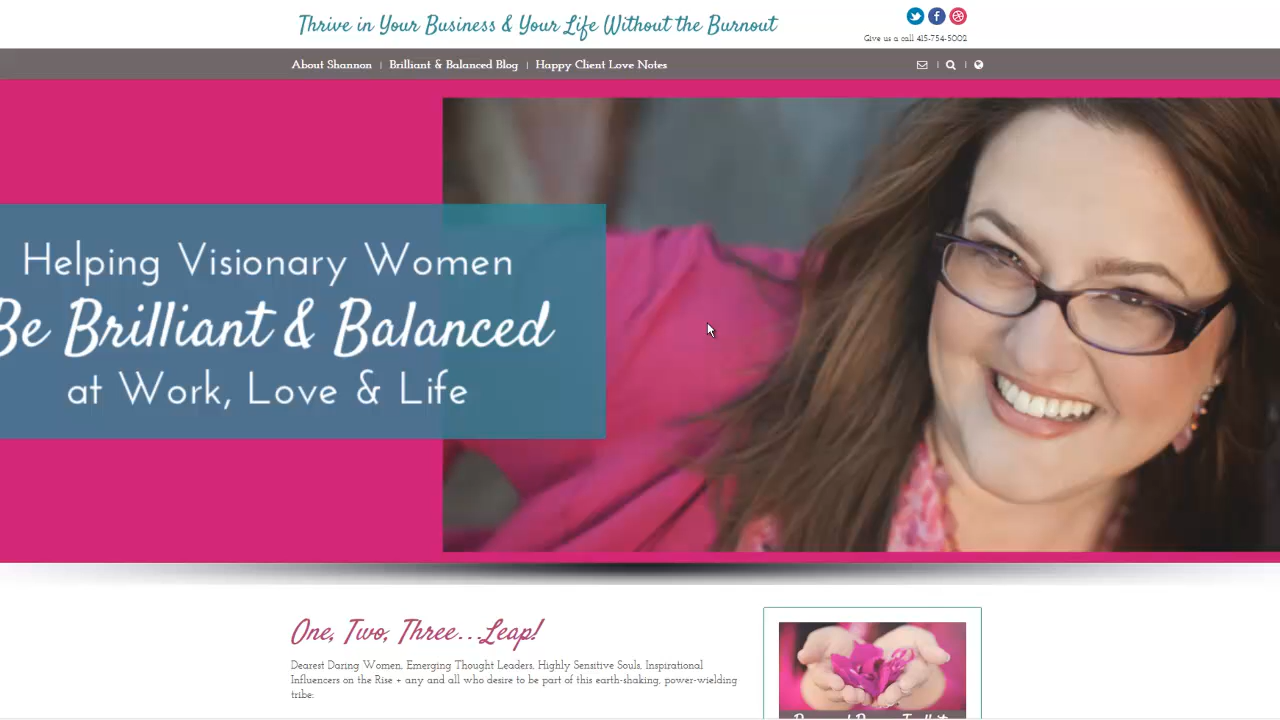 Thrive in Your Business & Your Life Without the Burnout
Give us a call 415-754-5002
About Shannon | Brilliant & Balanced Blog | Happy Client Love Notes
Helping Visionary Women
Be Brilliant & Balanced
at Work, Love & Life
One, Two, Three...Leap!
Dearest Daring Women, Emerging Thought Leaders, Highly Sensitive Souls, Inspirational
Influencers on the Rise + any and all who desire to be part of this earth-shaking, power-wielding
tribe: